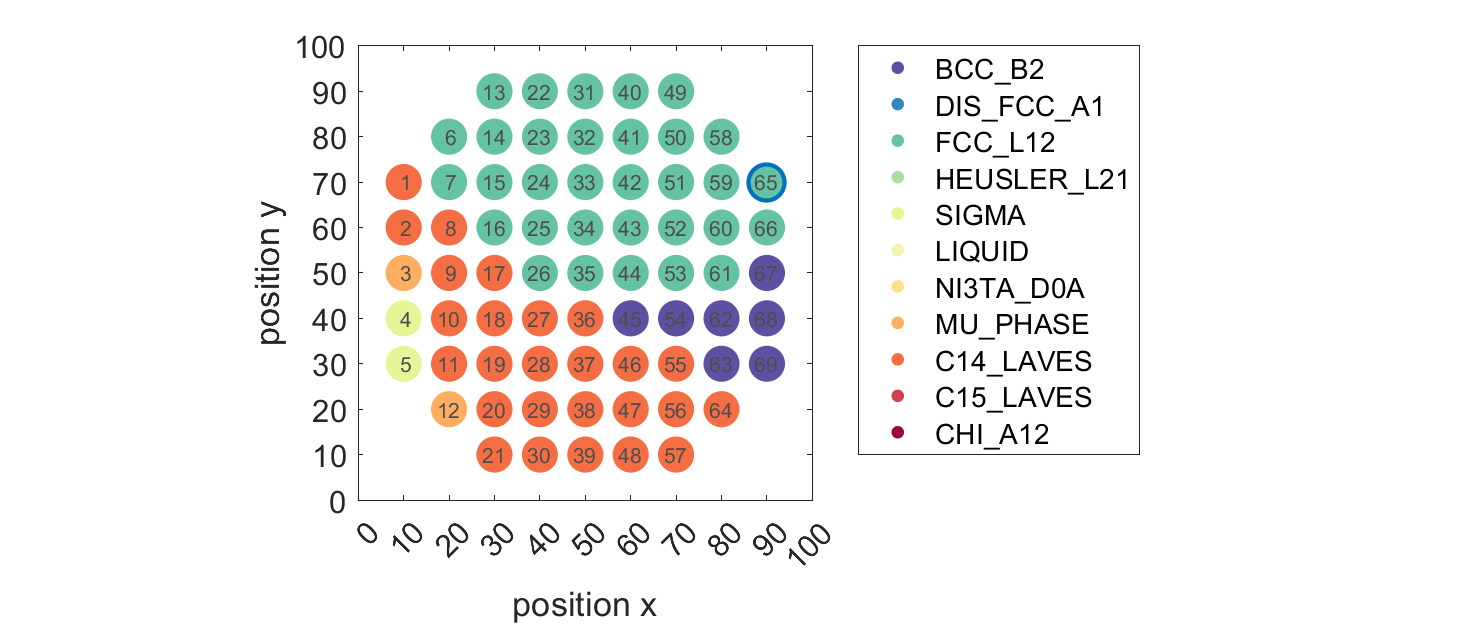 100
90
80
70
60
50
40
30
20
10
0
position y
13 22 31 40 49
6 14 23 32 41 50 58
1 7 15 24 33 42 51 59 65
2 8 16 25 34 43 52 60 66
3 9 17 26 35 44 53 61 67
4 10 18 27 36 45 54 62 68
5 11 19 28 37 46 55 63 69
12 20 29 38 47 56 64
21 30 39 48 57
0 10 20 30 40 50 60 70 80 90 100
position x
BCC_B2
DIS_FCC_A1
FCC_L12
HEUSLER_L21
SIGMA
LIQUID
NI3TA_D0A
MU_PHASE
C14_LAVES
C15_LAVES
CHI_A12